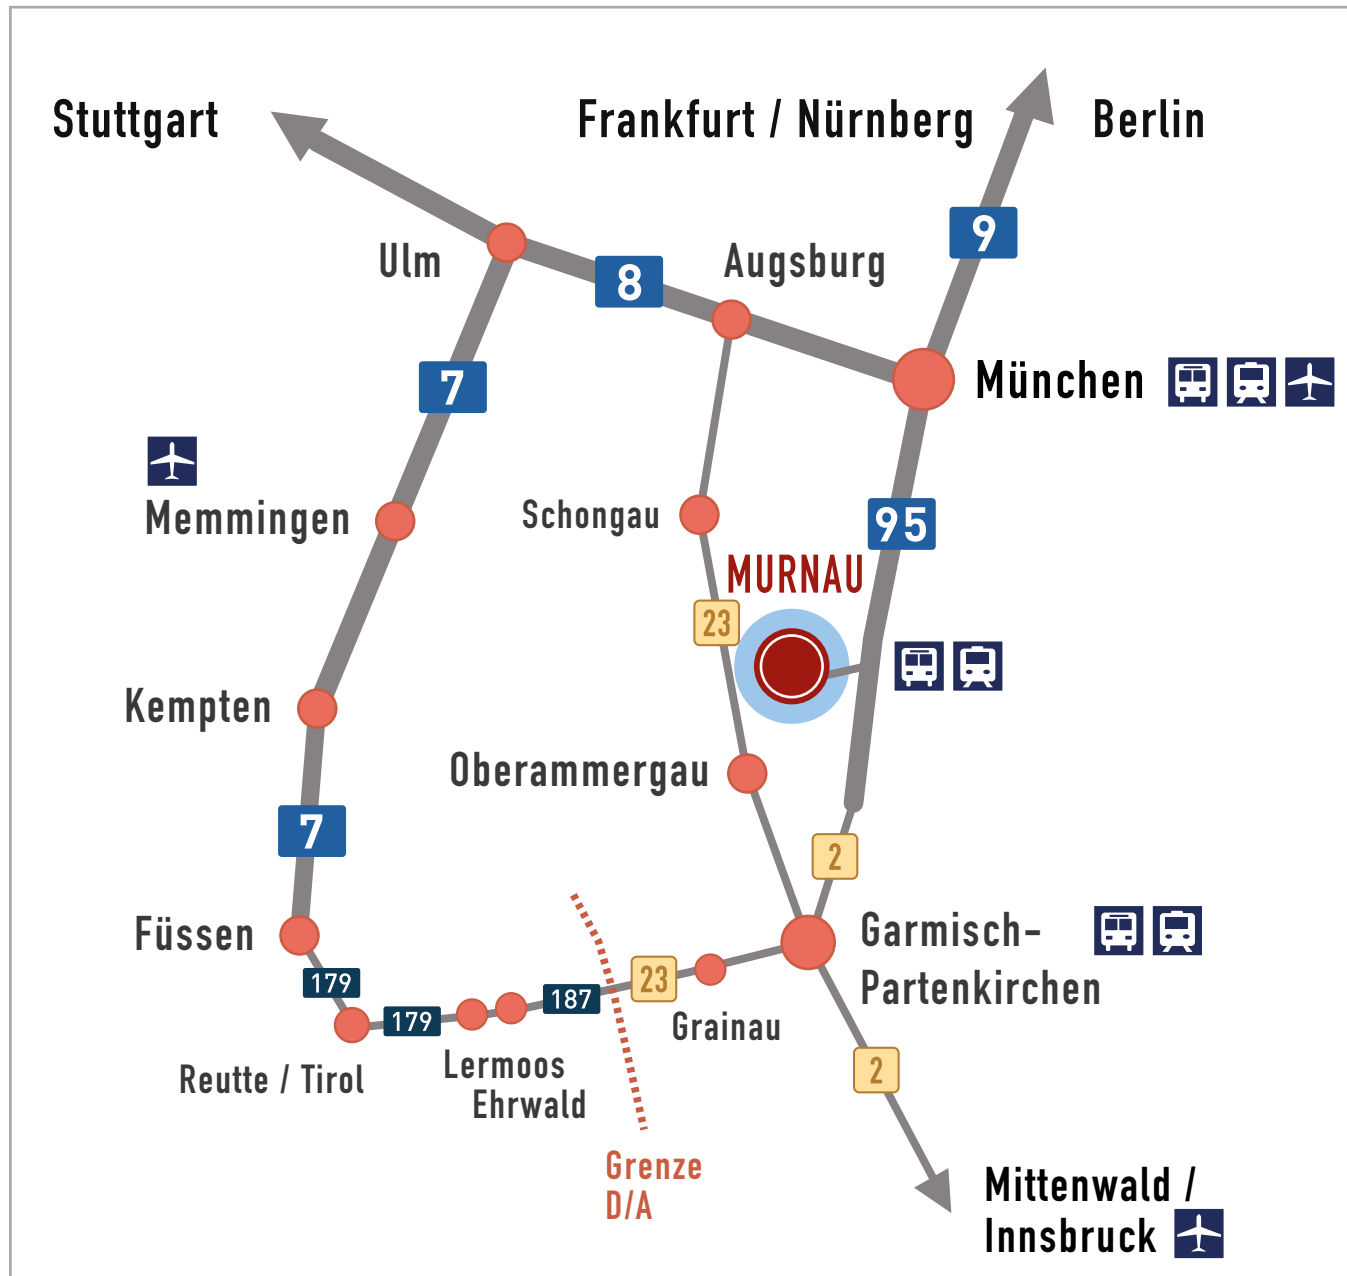 Stuttgart
Frankfurt / Nürnberg
Berlin
9
Ulm
8
Augsburg
7
München
Memmingen
Schongau
95
MURNAU
23
Kempten
Oberammergau
7
2
Füssen
Garmisch-
Partenkirchen
179
23
187
179
Grainau
Reutte / Tirol
Lermoos
Ehrwald
2
Grenze
D/A
Mittenwald /
Innsbruck